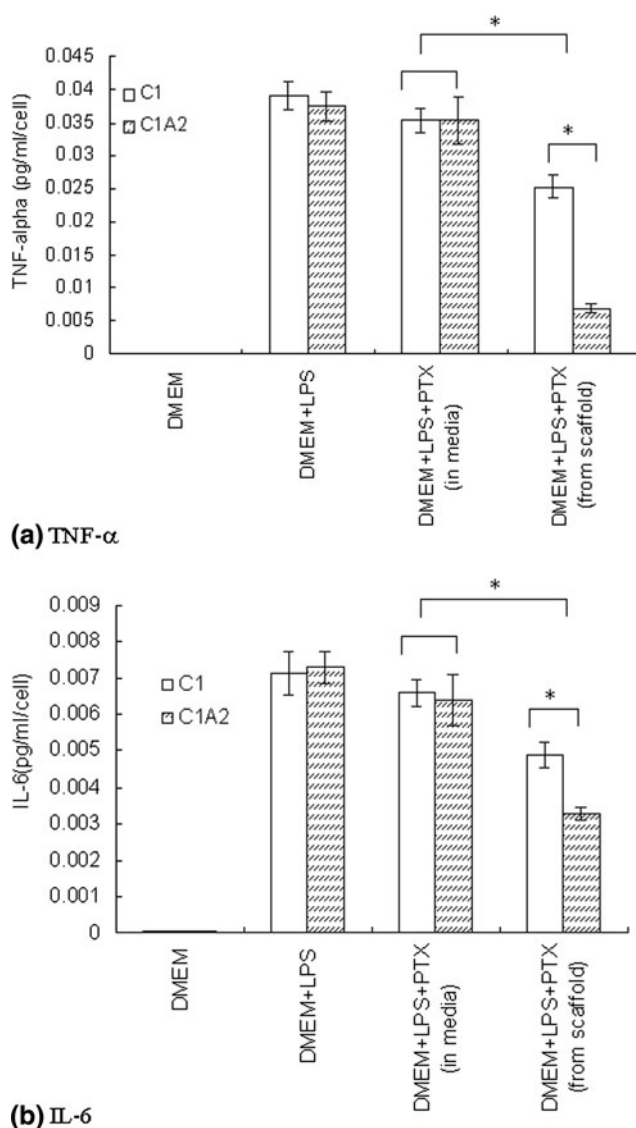 *
0.045
0.04
0.035
0.03
0.025
0.02
0.015
0.01
0.005
0
TNF-alpha (pg/ml/cell)
C1
C1A2
*
DMEM
DMEM+LPS
DMEM+LPS+PTX
(in media)
DMEM+LPS+PTX
(from scaffold)
(a) TNF-α
*
0.009
0.008
0.007
0.006
0.005
0.004
0.003
0.002
0.001
0
IL-6(pg/ml/cell)
C1
C1A2
*
DMEM
DMEM+LPS
DMEM+LPS+PTX
(in media)
DMEM+LPS+PTX
(from scaffold)
(b) IL-6